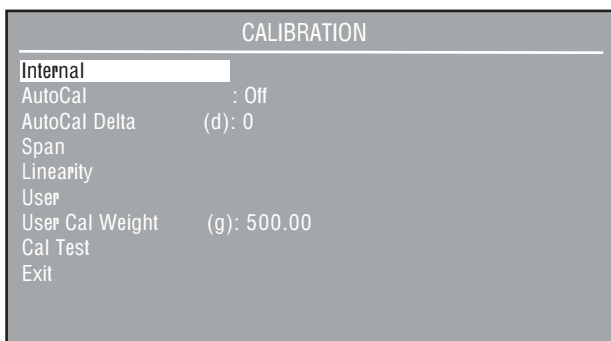 CALIBRATION
Internal
AutoCal : Off
AutoCal Delta (d): 0
Span
Linearity
User
User Cal Weight (g): 500.00
Cal Test
Exit